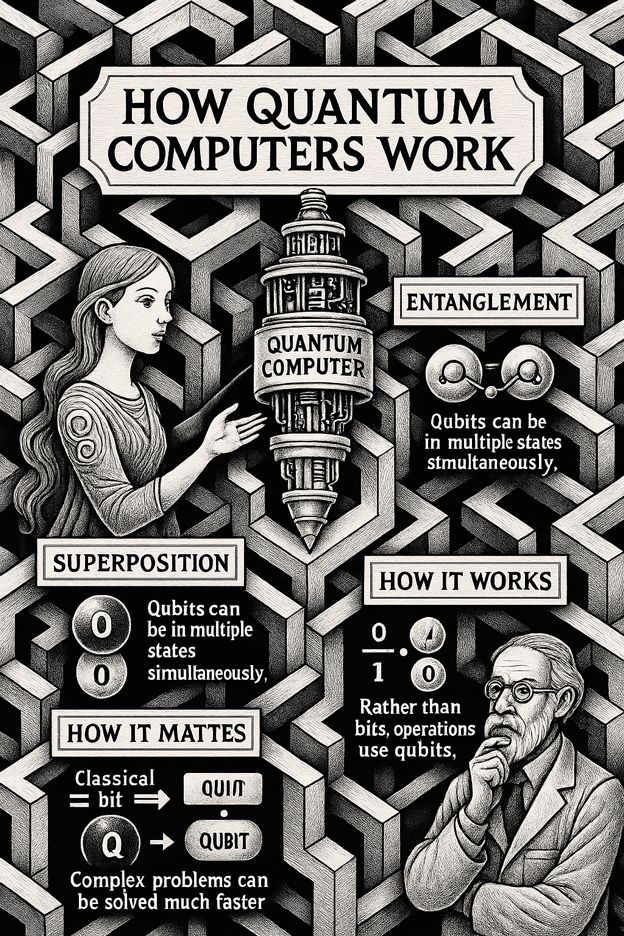 HOW QUANTUM
COMPUTERS WORK
QUANTUM
COMPUTER
ENTANGLEMENT
Qubits can be
in multiple states
stmultaneously,
SUPERPOSITION
0
0
Qubits can
be in multiple
states
simultaneously,
HOW IT WORKS
0
1
0
Rather than
bits, operations
use qubits,
HOW IT MATTES
Classical
= bit ⇒
QUIT
Q → QUBIT
Complex problems can
be solved much faster